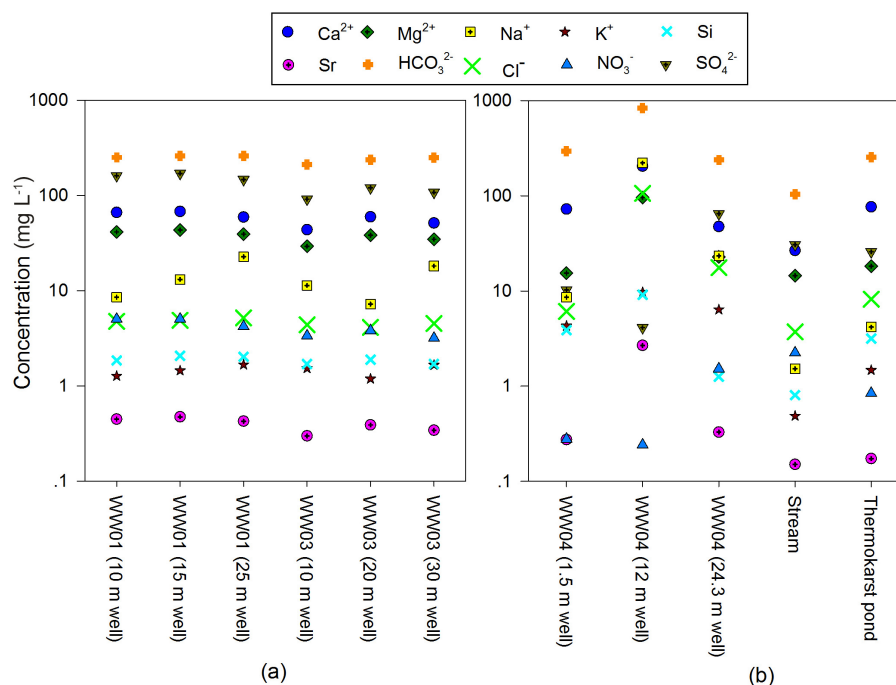 Ca²⁺ Mg²⁺ Na⁺ K⁺ Si
Sr HCO₃²⁻ Cl⁻ NO₃⁻ SO₄²⁻
Concentration (mg L⁻¹)
1000
100
10
1
.1
WW01 (10 m well)
WW01 (15 m well)
WW01 (25 m well)
WW03 (10 m well)
WW03 (20 m well)
WW03 (30 m well)
(a)
1000
100
10
1
.1
WW04 (1.5 m well)
WW04 (12 m well)
WW04 (24.3 m well)
Stream
Thermokarst pond
(b)